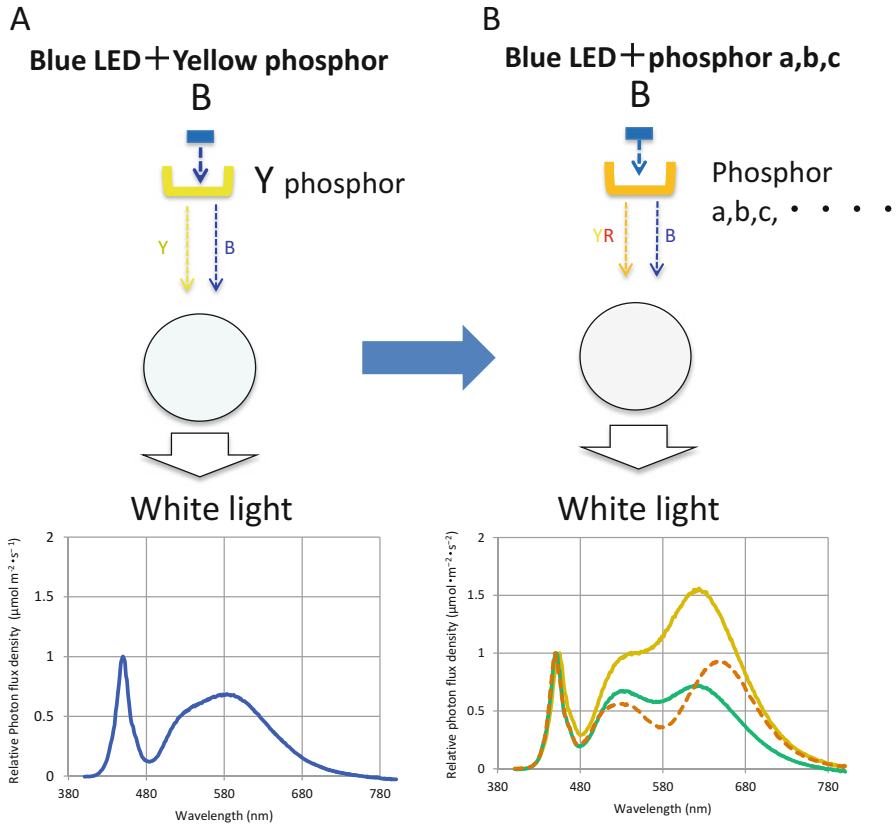 A
Blue LED＋Yellow phosphor
B
Y phosphor
Y
B
White light
Relative Photon flux density (μmol m⁻²•s⁻¹)
2
1.5
1
0.5
0
380
480
580
680
780
Wavelength (nm)
B
Blue LED＋phosphor a,b,c
B
Phosphor
a,b,c,・・・・
YR
B
White light
Relative photon flux density (μmol•m⁻²•s⁻²)
2
1.5
1
0.5
0
380
480
580
680
780
Wavelength (nm)